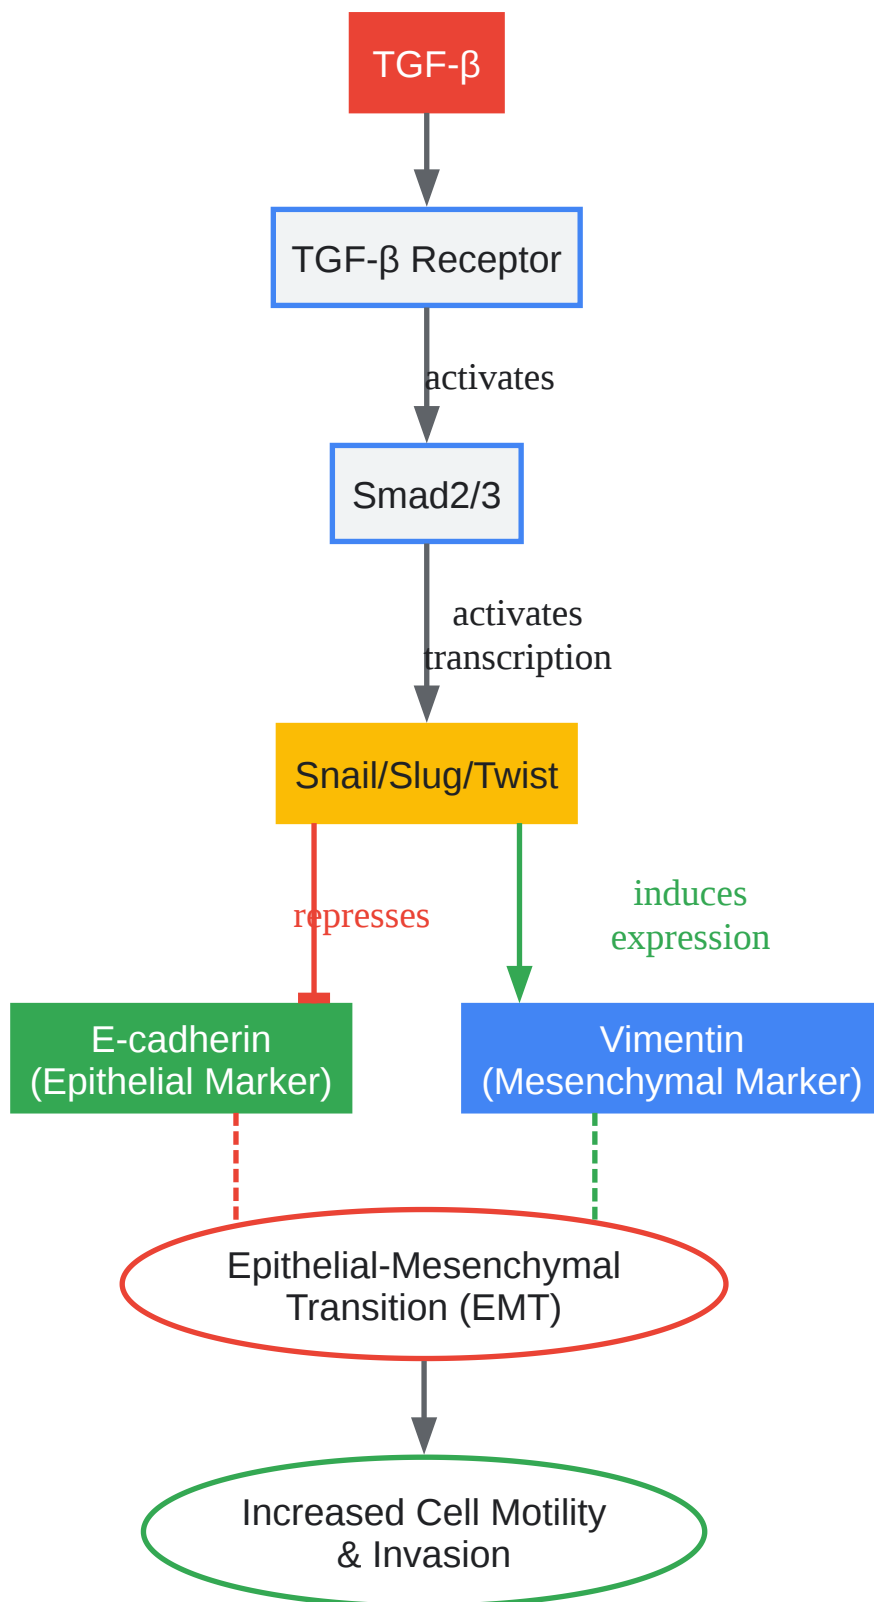 TGF-β
TGF-β Receptor
activates
Smad2/3
activates
transcription
Snail/Slug/Twist
represses
induces
expression
E-cadherin
(Epithelial Marker)
Vimentin
(Mesenchymal Marker)
Epithelial-Mesenchymal
Transition (EMT)
Increased Cell Motility
& Invasion